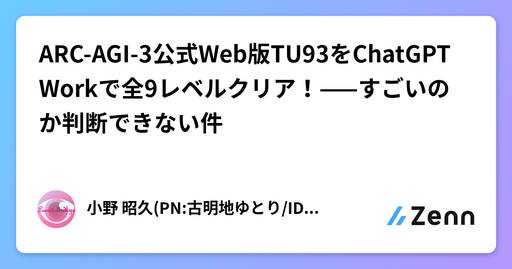 ARC-AGI-3公式Web版TU93をChatGPT
Workで全9レベルクリア！——すごいの
か判断できない件
小野 昭久(PN:古明地ゆとり/ID...
Zenn